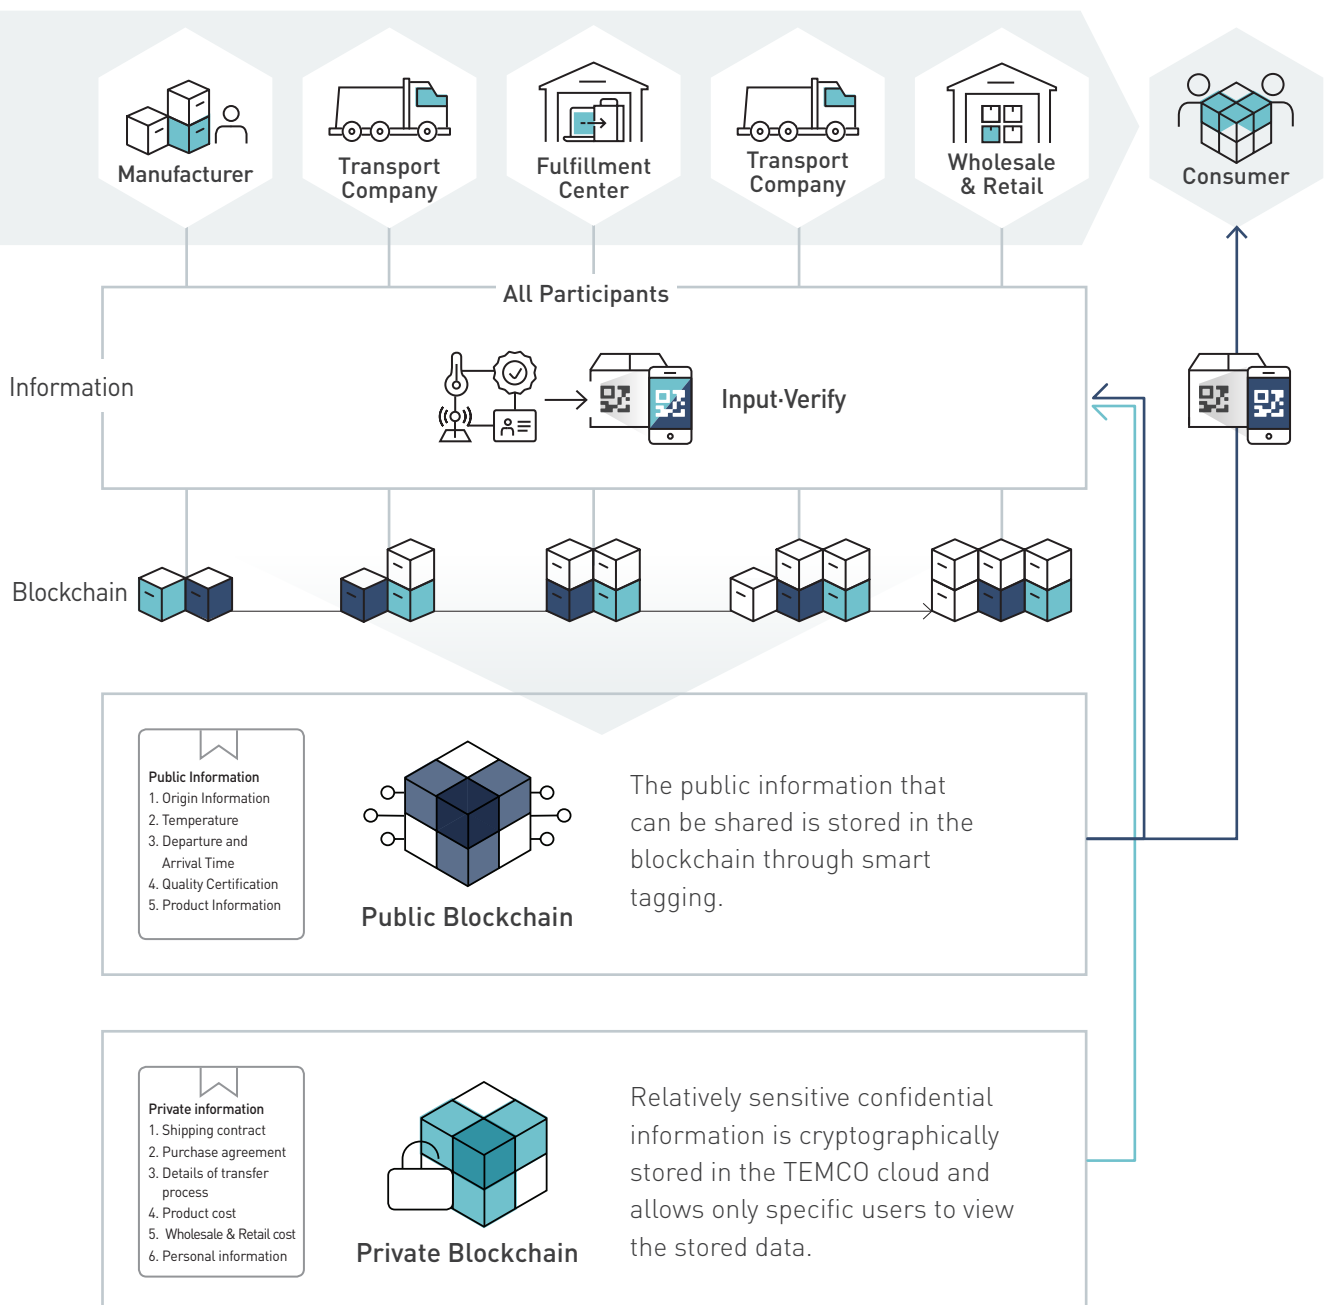 Manufacturer
Transport
Company
Fulfillment
Center
Transport
Company
Wholesale
& Retail
Consumer
All Participants
Information
Input·Verify
Blockchain
Public Information
1. Origin Information
2. Temperature
3. Departure and
Arrival Time
4. Quality Certification
5. Product Information
Public Blockchain
The public information that
can be shared is stored in the
blockchain through smart
tagging.
Private information
1. Shipping contract
2. Purchase agreement
3. Details of transfer
process
4. Product cost
5. Wholesale & Retail cost
6. Personal information
Private Blockchain
Relatively sensitive confidential
information is cryptographically
stored in the TEMCO cloud and
allows only specific users to view
the stored data.